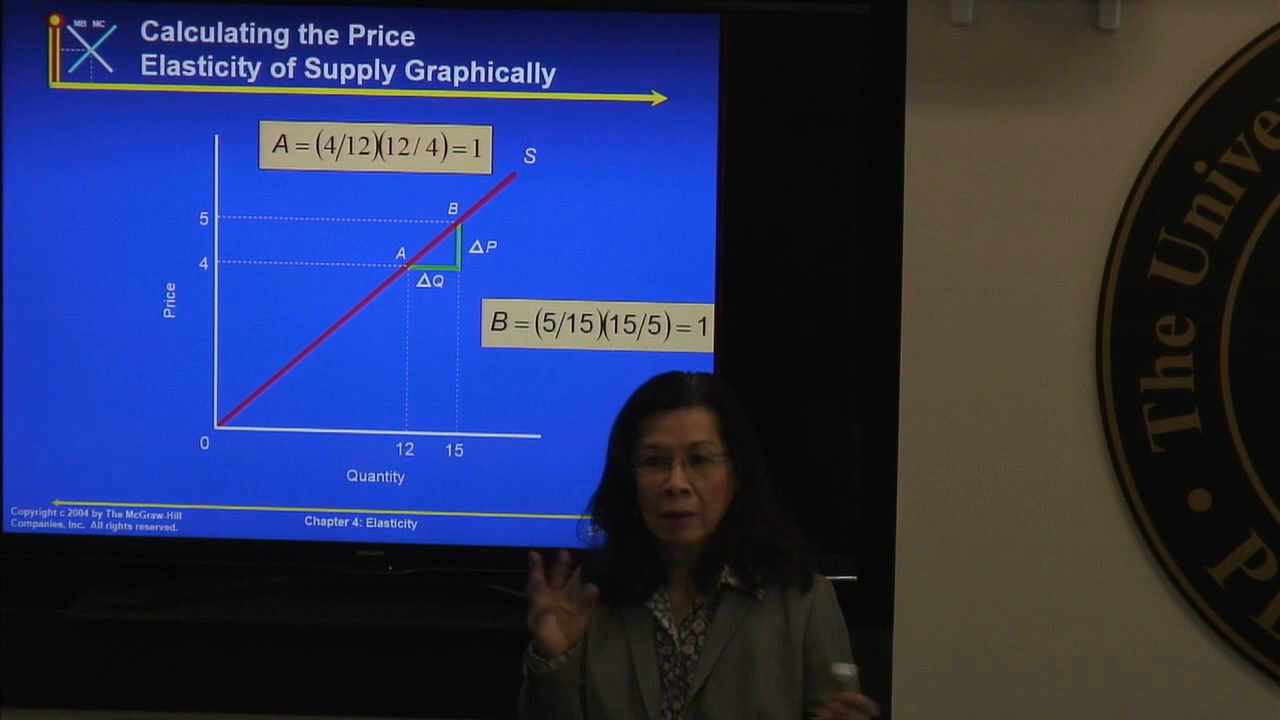 MB MC
Calculating the Price
Elasticity of Supply Graphically
A = (4/12)(12/4) = 1
S
B
5
ΔP
A
4
ΔQ
Price
B = (5/15)(15/5) = 1
0
12 15
Quantity
Copyright c 2004 by The McGraw-Hill
Companies, Inc. All rights reserved.
Chapter 4: Elasticity
The Univer